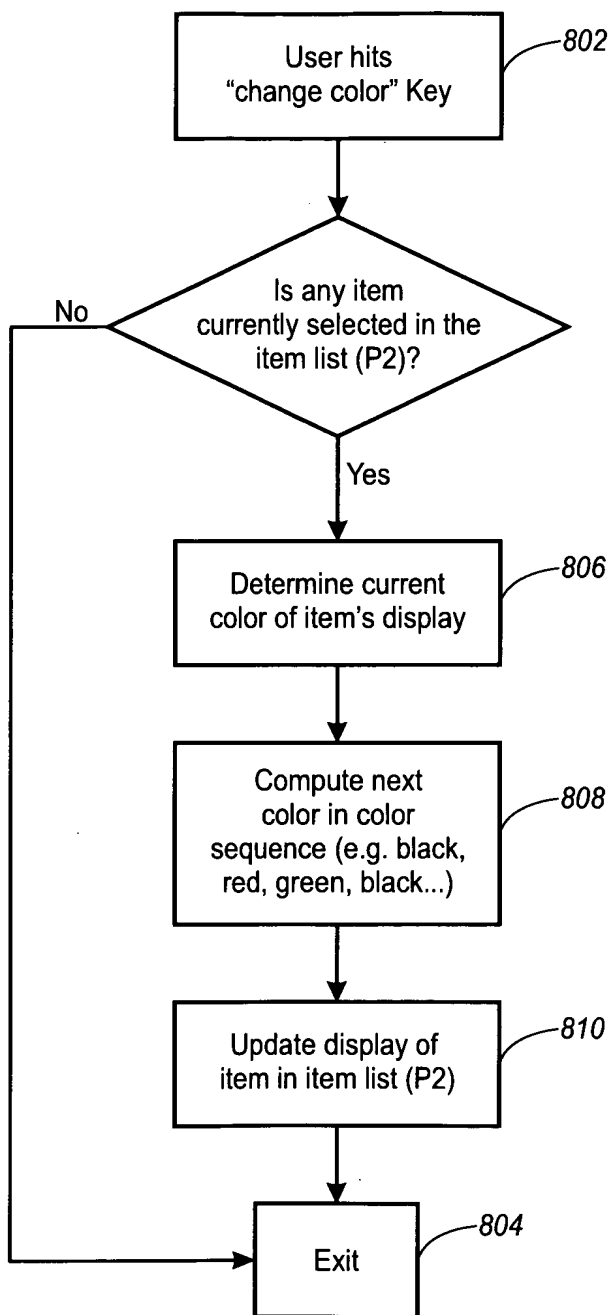 User hits
“change color” Key
802
Is any item
currently selected in the
item list (P2)?
No
Yes
Determine current
color of item's display
806
Compute next
color in color
sequence (e.g. black,
red, green, black...)
808
Update display of
item in item list (P2)
810
Exit
804